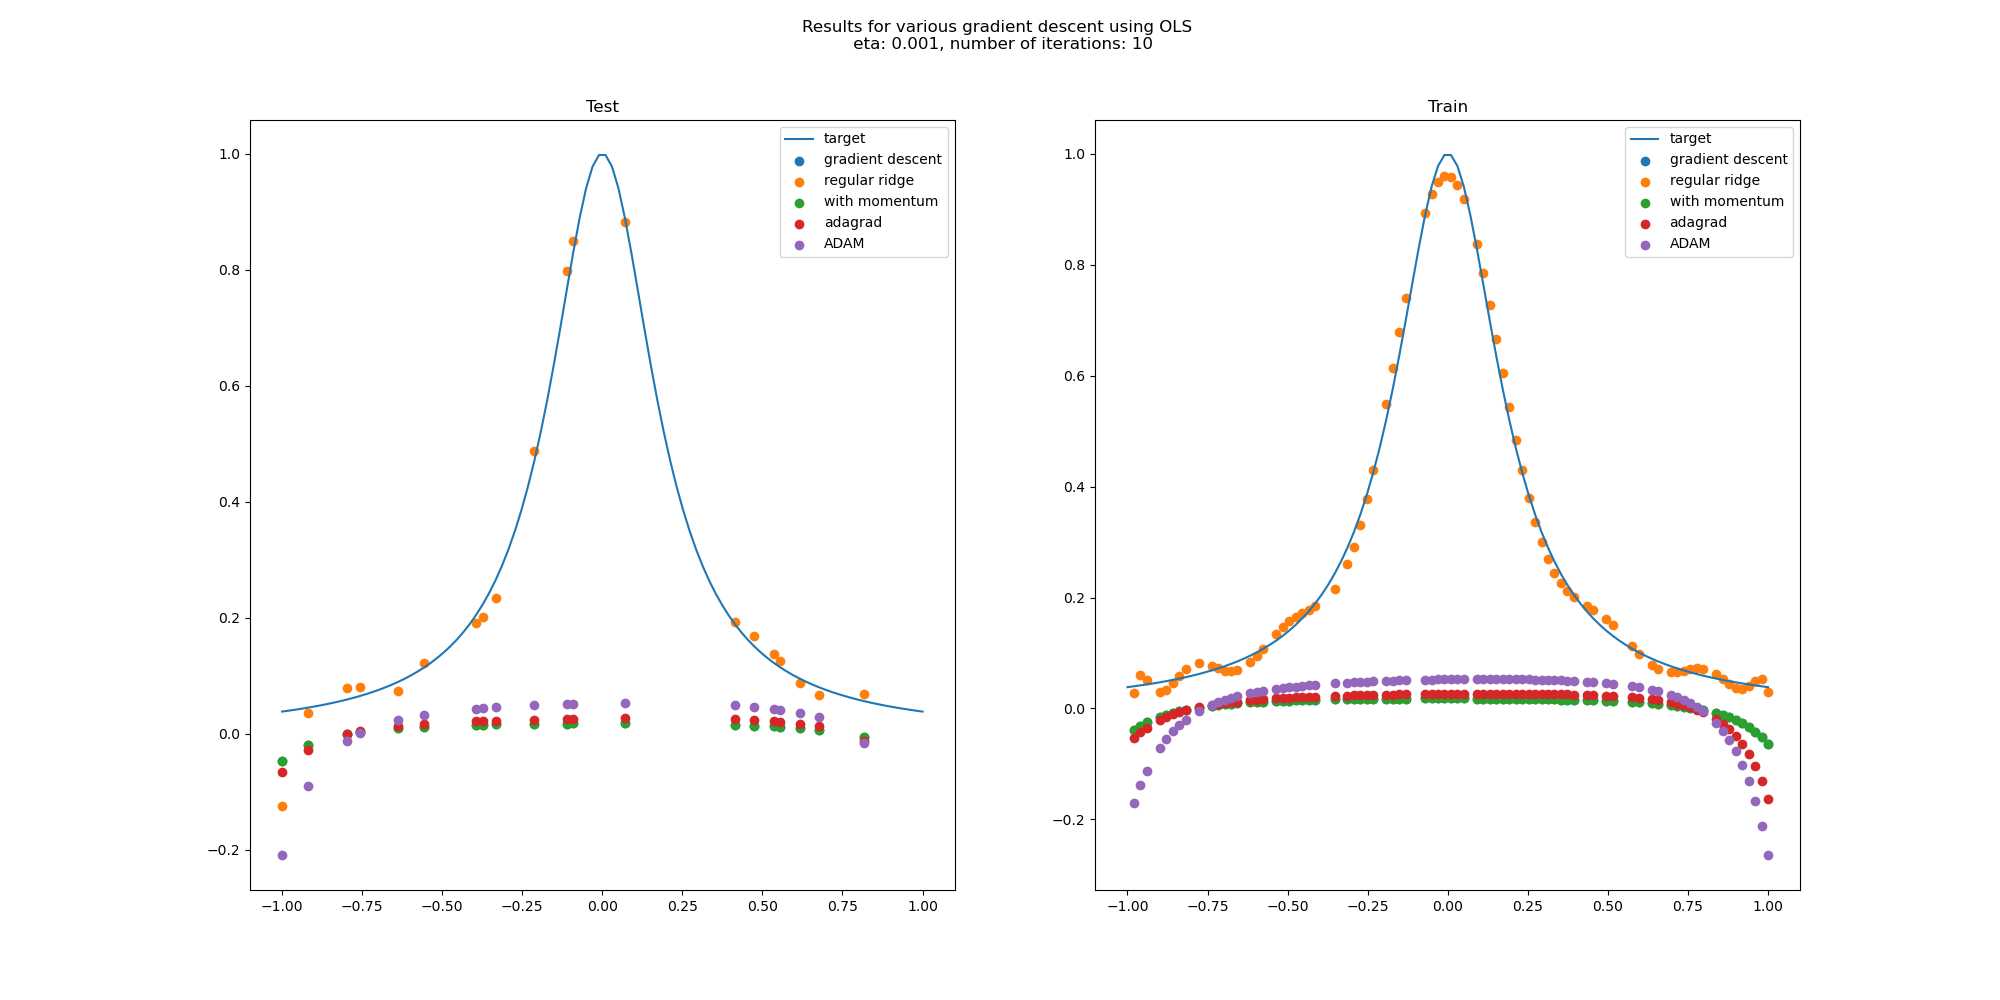 Results for various gradient descent using OLS
eta: 0.001, number of iterations: 10
Test
1.0
0.8
0.6
0.4
0.2
0.0
−0.2
−1.00 −0.75 −0.50 −0.25 0.00 0.25 0.50 0.75 1.00
target
gradient descent
regular ridge
with momentum
adagrad
ADAM
Train
1.0
0.8
0.6
0.4
0.2
0.0
−0.2
−1.00 −0.75 −0.50 −0.25 0.00 0.25 0.50 0.75 1.00
target
gradient descent
regular ridge
with momentum
adagrad
ADAM